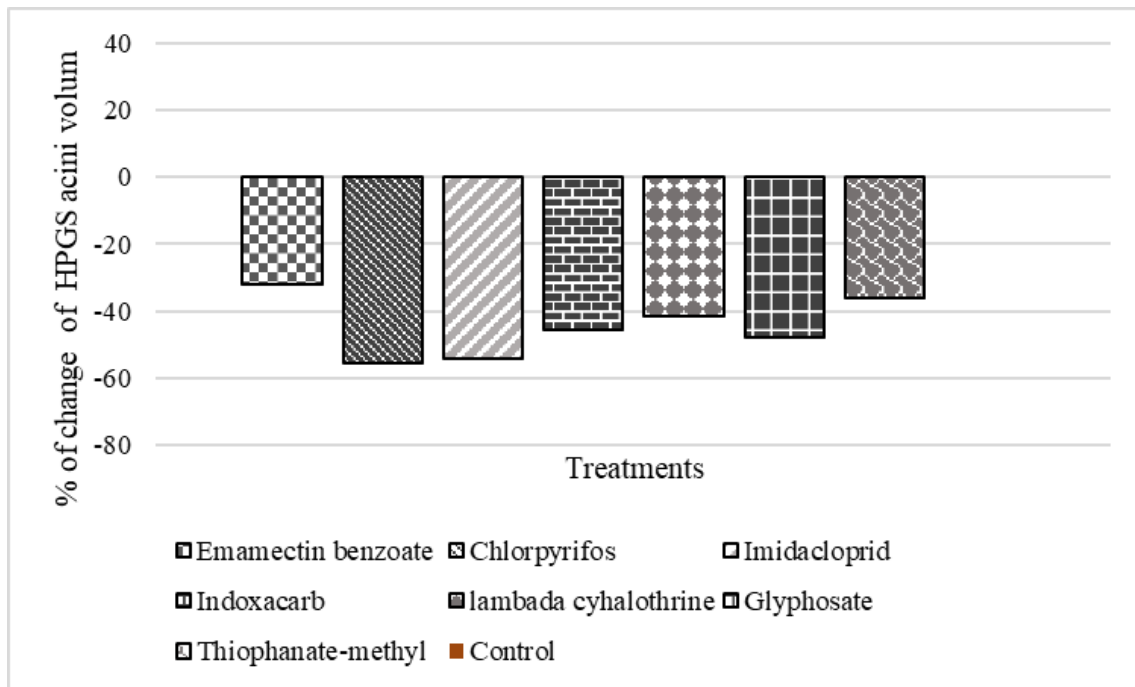 % of change of HPGS acini volum
40
20
0
-20
-40
-60
-80
Treatments
Emamectin benzoate Chlorpyrifos Imidacloprid
Indoxacarb lambada cyhalothrine Glyphosate
Thiophanate-methyl Control